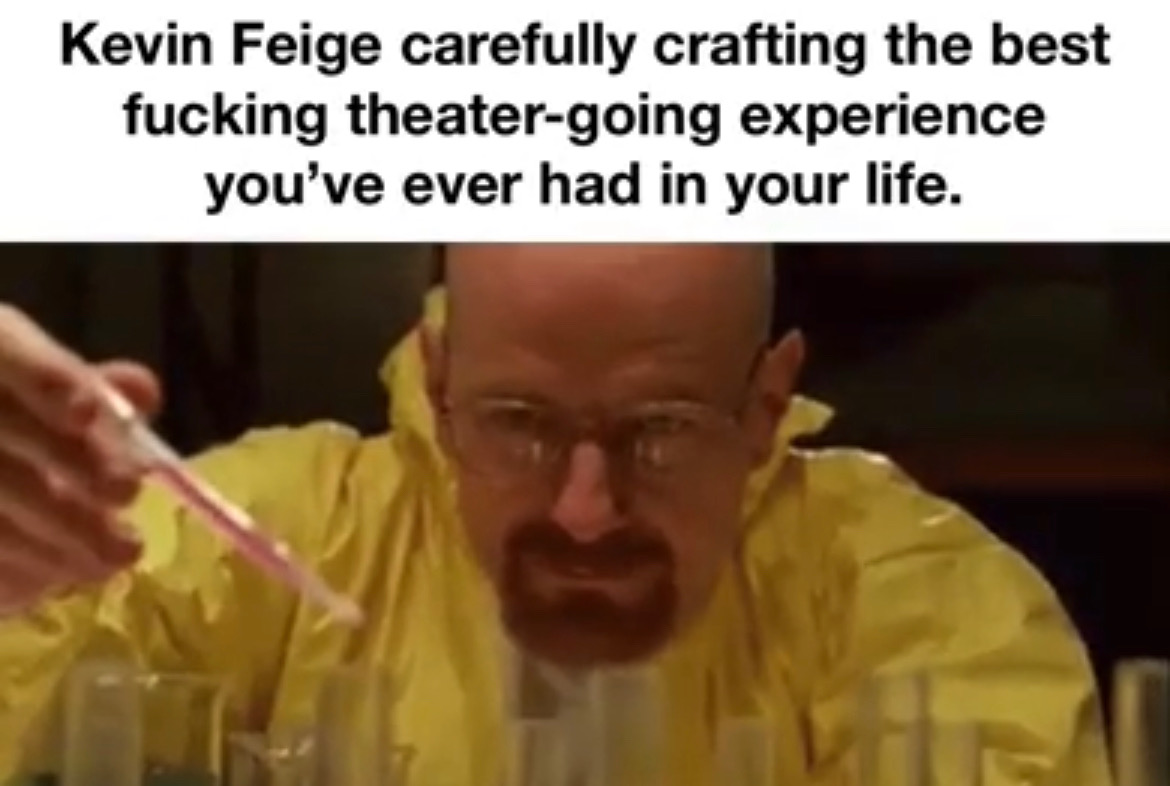 Kevin Feige carefully crafting the best
fucking theater-going experience
you’ve ever had in your life.